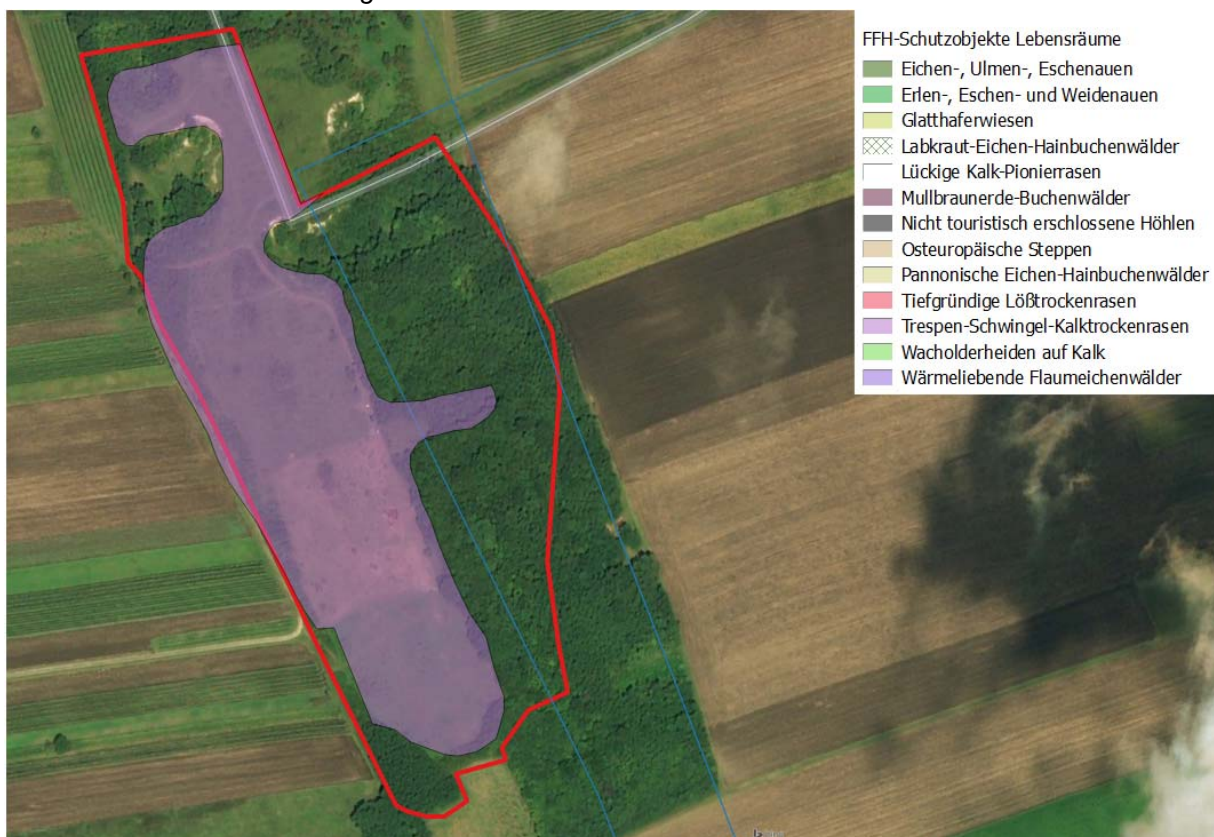 FFH-Schutzobjekte Lebensräume
Eichen-, Ulmen-, Eschenauen
Erlen-, Eschen- und Weidenauen
Glatthaferwiesen
Labkraut-Eichen-Hainbuchenwälder
Lückige Kalk-Pionierrasen
Mullbraunerde-Buchenwälder
Nicht touristisch erschlossene Höhlen
Osteuropäische Steppen
Pannonische Eichen-Hainbuchenwälder
Tiefgründige Lößtrockenrasen
Trespen-Schwingel-Kalktrockenrasen
Wacholderheiden auf Kalk
Wärmeliebende Flaumeichenwälder